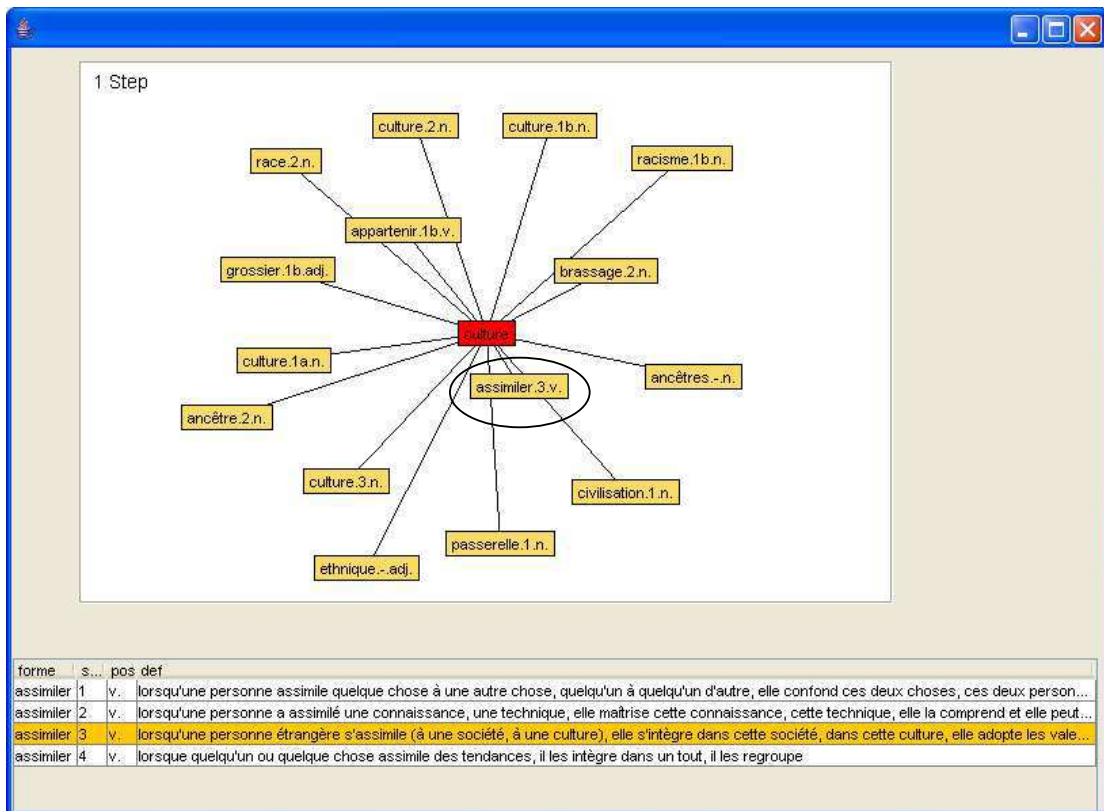 1 Step
culture.2.n.
culture.1b.n.
race.2.n.
racisme.1b.n.
appartenir.1b.v.
grossier.1b.adj.
brassage.2.n.
culture
culture.1a.n.
assimiler.3.v.
ancêtres.-.n.
ancêtre.2.n.
culture.3.n.
civilisation.1.n.
passerelle.1.n.
ethnique.-.adj.
forme s... pos def
assimiler 1 v. lorsqu'une personne assimile quelque chose à une autre chose, quelqu'un à quelqu'un d'autre, elle confond ces deux choses, ces deux person...
assimiler 2 v. lorsqu'une personne a assimilé une connaissance, une technique, elle maîtrise cette connaissance, cette technique, elle la comprend et elle peut...
assimiler 3 v. lorsqu'une personne étrangère s'assimile (à une société, à une culture), elle s'intègre dans cette société, dans cette culture, elle adopte les vale...
assimiler 4 v. lorsque quelqu'un ou quelque chose assimile des tendances, il les intègre dans un tout, il les regroupe